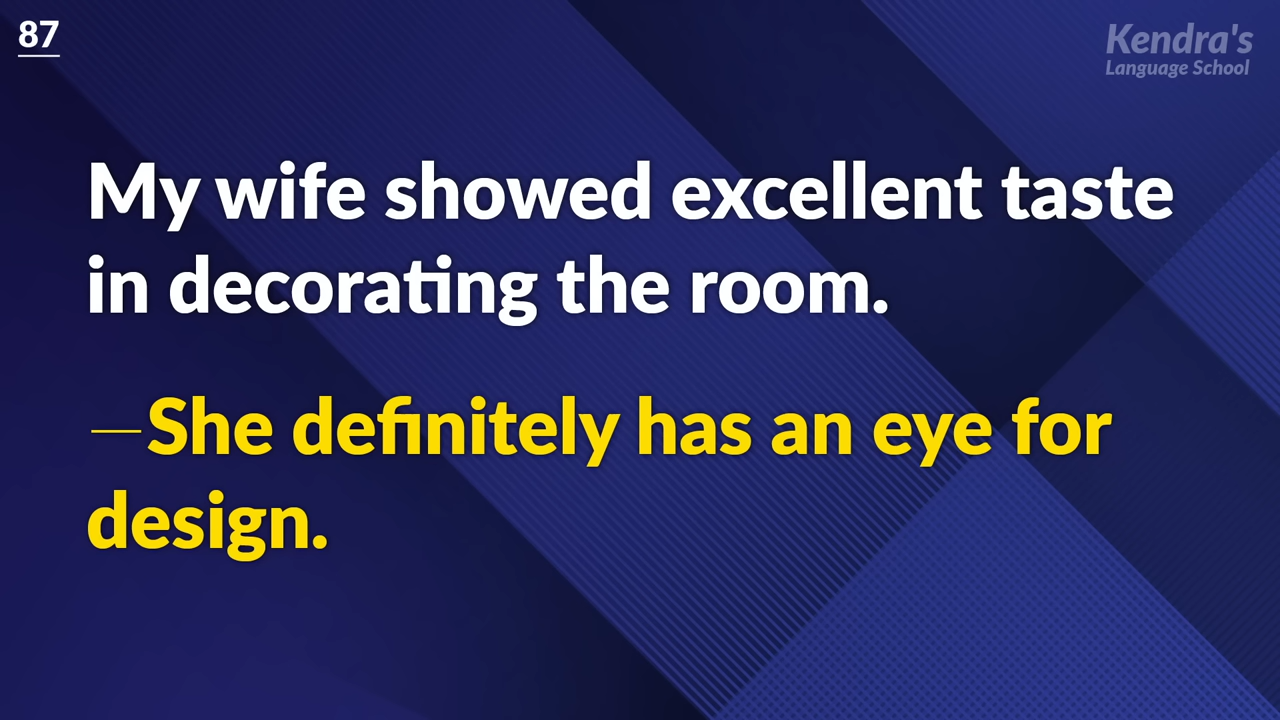 87
Kendra's
Language School
My wife showed excellent taste
in decorating the room.
—She definitely has an eye for
design.